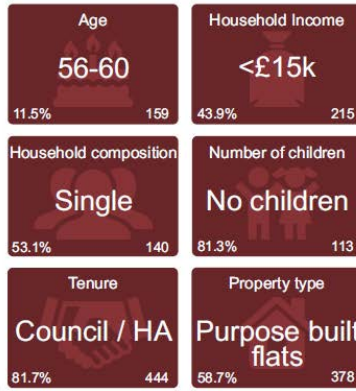 Age
56-60
11.5% 159
Household Income
<£15k
43.9% 215
Household composition
Single
53.1% 140
Number of children
No children
81.3% 113
Tenure
Council / HA
81.7% 444
Property type
Purpose built
flats
58.7% 378